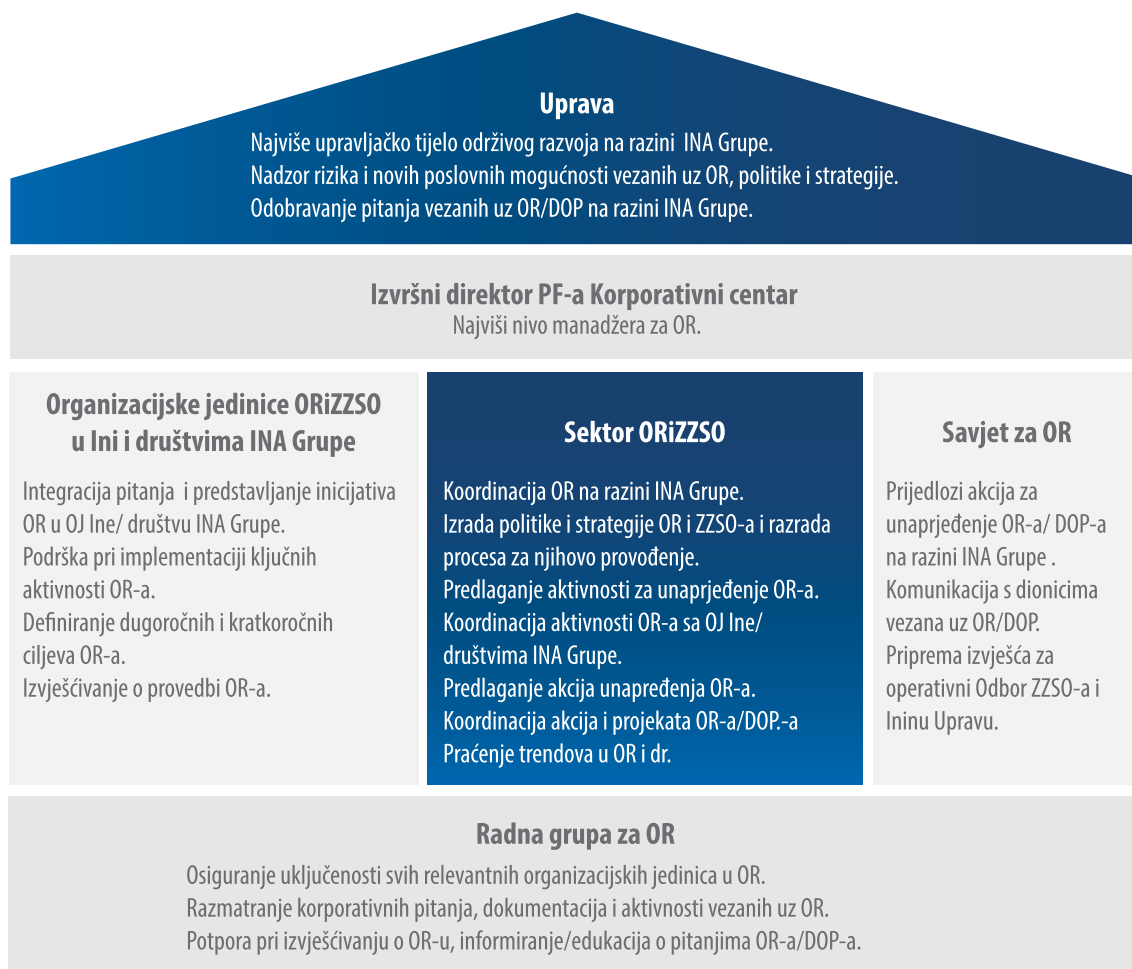 Uprava
Najviše upravljačko tijelo održivog razvoja na razini INA Grupe.
Nadzor rizika i novih poslovnih mogućnosti vezanih uz OR, politike i strategije.
Odobravanje pitanja vezanih uz OR/DOP na razini INA Grupe.
Izvršni direktor PF-a Korporativni centar
Najviši nivo manadžera za OR.
Organizacijske jedinice ORiZZSO
u Ini i društvima INA Grupe
Integracija pitanja i predstavljanje inicijativa
OR u OJ Ine/ društvu INA Grupe.
Podrška pri implementaciji ključnih
aktivnosti OR-a.
Definiranje dugoročnih i kratkoročnih
ciljeva OR-a.
Izvješćivanje o provedbi OR-a.
Sektor ORiZZSO
Koordinacija OR na razini INA Grupe.
Izrada politike i strategije OR i ZZSO-a i razrada
procesa za njihovo provođenje.
Predlaganje aktivnosti za unaprjeđenje OR-a.
Koordinacija aktivnosti OR-a sa OJ Ine/
društvima INA Grupe.
Predlaganje akcija unapređenja OR-a.
Koordinacija akcija i projekata OR-a/DOP.-a
Praćenje trendova u OR i dr.
Savjet za OR
Prijedlozi akcija za
unaprjeđenje OR-a/ DOP-a
na razini INA Grupe .
Komunikacija s dionicima
vezana uz OR/DOP.
Priprema izvješća za
operativni Odbor ZZSO-a i
Ininu Upravu.
Radna grupa za OR
Osiguranje uključenosti svih relevantnih organizacijskih jedinica u OR.
Razmatranje korporativnih pitanja, dokumentacija i aktivnosti vezanih uz OR.
Potpora pri izvješćivanju o OR-u, informiranje/edukacija o pitanjima OR-a/DOP-a.